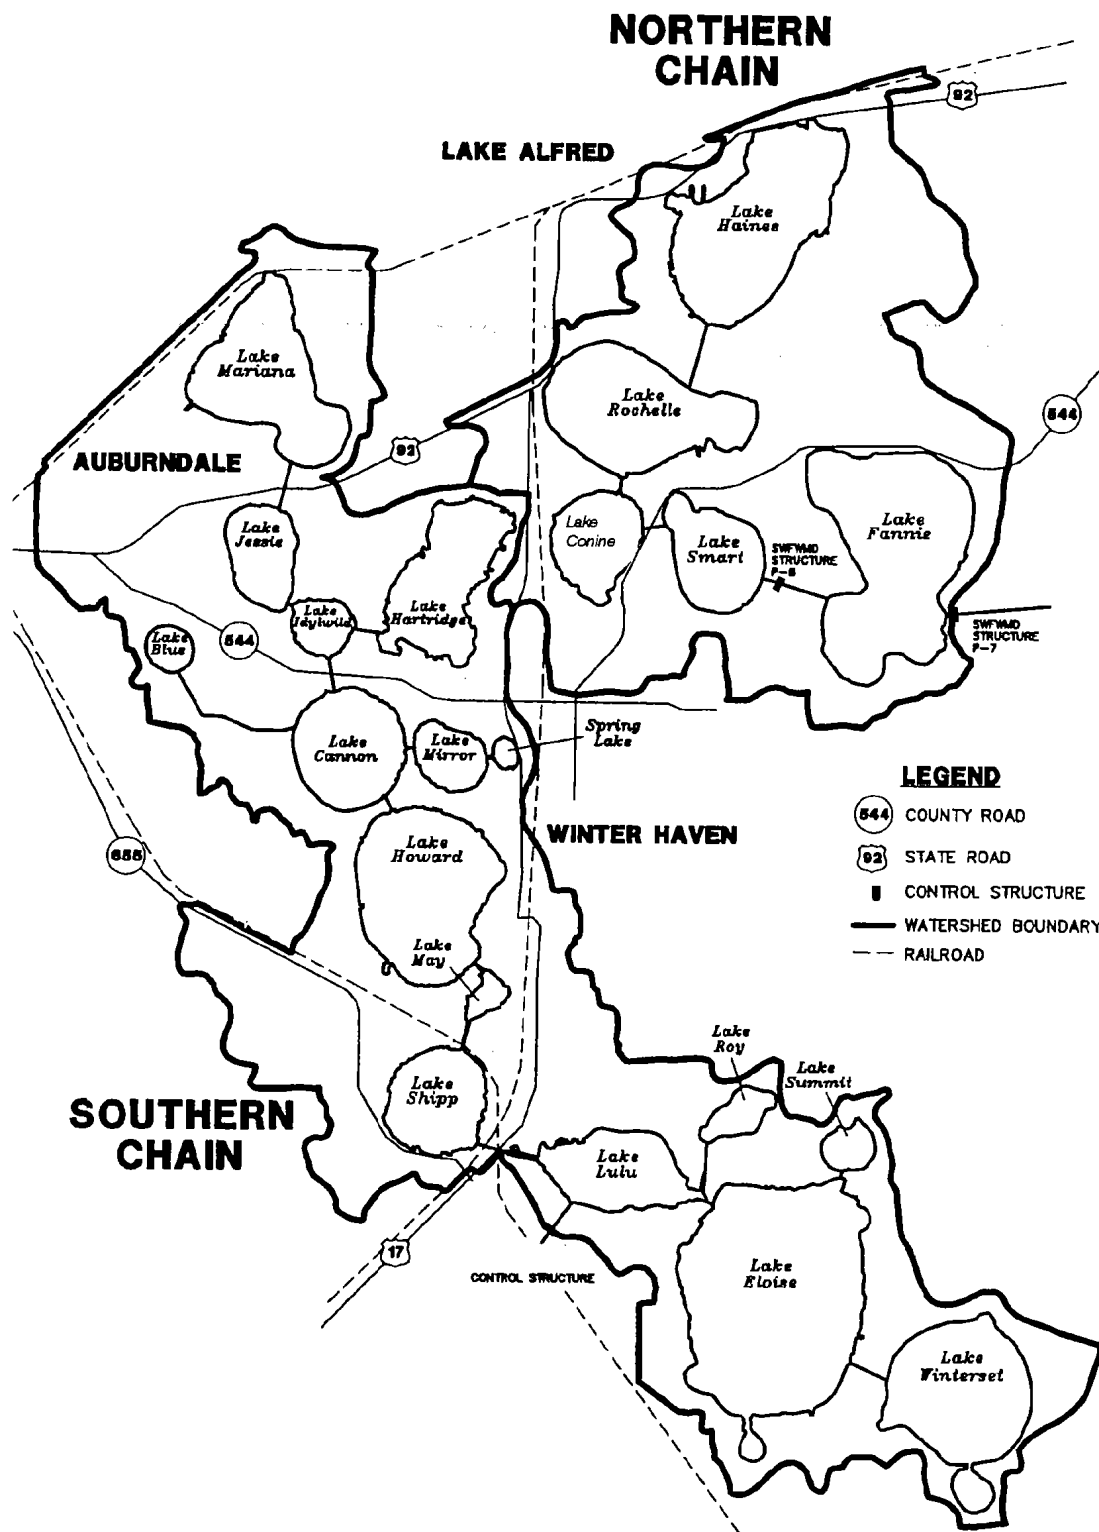 NORTHERN
CHAIN
92
LAKE ALFRED
Lake
Haines
Lake
Mariana
Lake
Rochelle
544
AUBURNDALE
92
Lake
Jessie
Lake
Conine
Lake
Smart
Lake
Fannie
SWFWMD
STRUCTURE
P-6
Lake
Idylwild
Lake
Hartridge
SWFWMD
STRUCTURE
P-7
Lake
Blue
544
Lake
Cannon
Lake
Mirror
Spring
Lake
LEGEND
544 COUNTY ROAD
92 STATE ROAD
CONTROL STRUCTURE
WATERSHED BOUNDARY
RAILROAD
WINTER HAVEN
655
Lake
Howard
Lake
May
Lake
Roy
Lake
Summit
Lake
Shipp
SOUTHERN
CHAIN
Lake
Lulu
17
CONTROL STRUCTURE
Lake
Eloise
Lake
Winterset